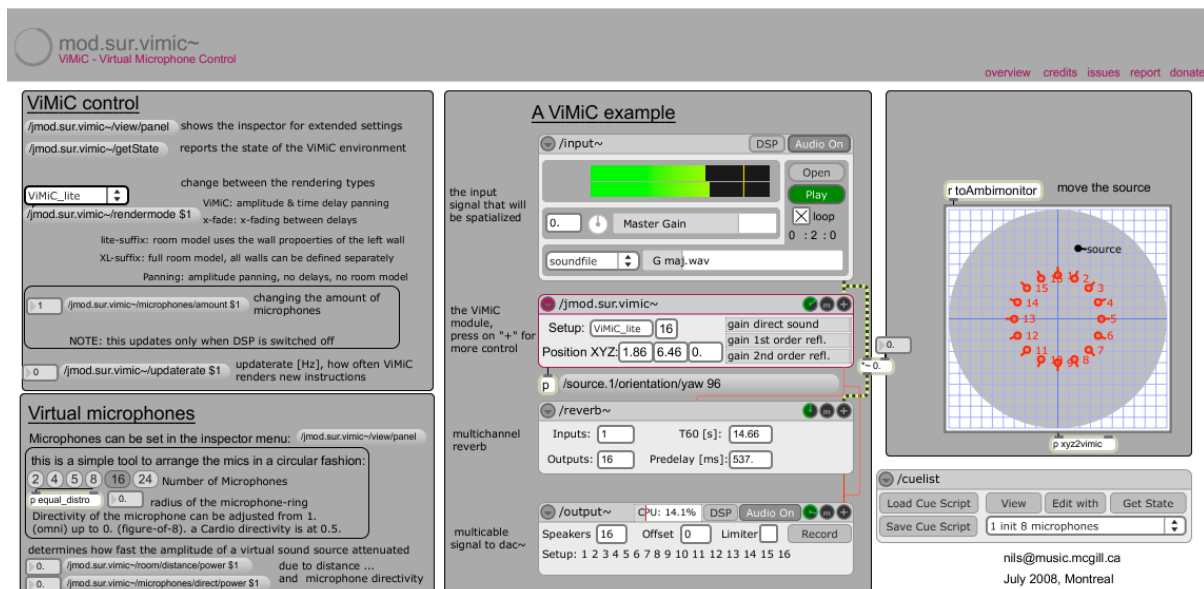 mod.sur.vimic~
ViMiC - Virtual Microphone Control
overview credits issues report donate
ViMiC control
/jmod.sur.vimic~/view/panel shows the inspector for extended settings
/jmod.sur.vimic~/getState reports the state of the ViMiC environment
change between the rendering types
ViMiC_lite
ViMiC: amplitude & time delay panning
/jmod.sur.vimic~/rendermode $1
x-fade: x-fading between delays
lite-suffix: room model uses the wall propoerties of the left wall
XL-suffix: full room model, all walls can be defined separately
Panning: amplitude panning, no delays, no room model
1 /jmod.sur.vimic~/microphones/amount $1 changing the amount of
microphones
NOTE: this updates only when DSP is switched off
0 /jmod.sur.vimic~/updaterate $1 updaterate [Hz], how often ViMiC
renders new instructions
Virtual microphones
Microphones can be set in the inspector menu: /jmod.sur.vimic~/view/panel
this is a simple tool to arrange the mics in a circular fashion:
2 4 5 8 16 24 Number of Microphones
p equal_distro 0. radius of the microphone-ring
Directivity of the microphone can be adjusted from 1.
(omni) up to 0. (figure-of-8). a Cardio directivity is at 0.5.
determines how fast the amplitude of a virtual sound source attenuated
0. /jmod.sur.vimic~/room/distance/power $1 due to distance ...
0. /jmod.sur.vimic~/microphones/direct/power $1 and microphone directivity
A ViMiC example
/input~ DSP Audio On
the input
signal that will
be spatialized
Open
Play
loop
0 : 2 : 0
0. Master Gain
soundfile G maj.wav
the ViMiC
module,
press on "+" for
more control
/jmod.sur.vimic~ m +
Setup: ViMiC_lite 16
gain direct sound
gain 1st order refl.
gain 2nd order refl.
Position XYZ: 1.86 6.46 0.
p /source.1/orientation/yaw 96
0.
*~ 0.
multichannel
reverb
/reverb~ m +
Inputs: 1 T60 [s]: 14.66
Outputs: 16 Predelay [ms]: 537.
multicable
signal to dac~
/output~ CPU: 14.1% DSP Audio On m +
Speakers 16 Offset 0 Limiter Record
Setup: 1 2 3 4 5 6 7 8 9 10 11 12 13 14 15 16
r toAmbimonitor move the source
source
16 1 2
15 3
14 4
13 5
12 6
11 7
10 9 8
p xyz2vimic
/cuelist
Load Cue Script View Edit with Get State
Save Cue Script 1 init 8 microphones
nils@music.mcgill.ca
July 2008, Montreal